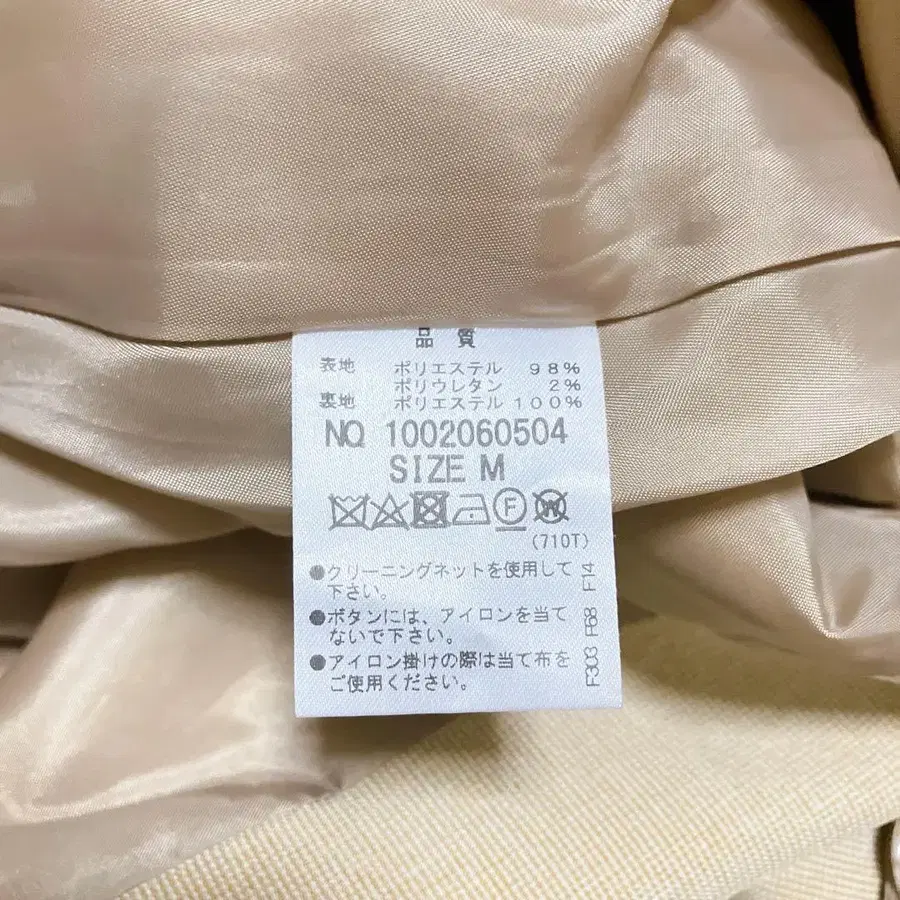 品質
表地 ポリエステル 98%
ポリウレタン 2%
裏地 ポリエステル 100%
NO 1002060504
SIZE M
F W
(710T)
●クリーニングネットを使用して
下さい。
●ボタンには、アイロンを当て
ないで下さい。
●アイロン掛けの際は当て布を
ご使用ください。
F303 F68 F14